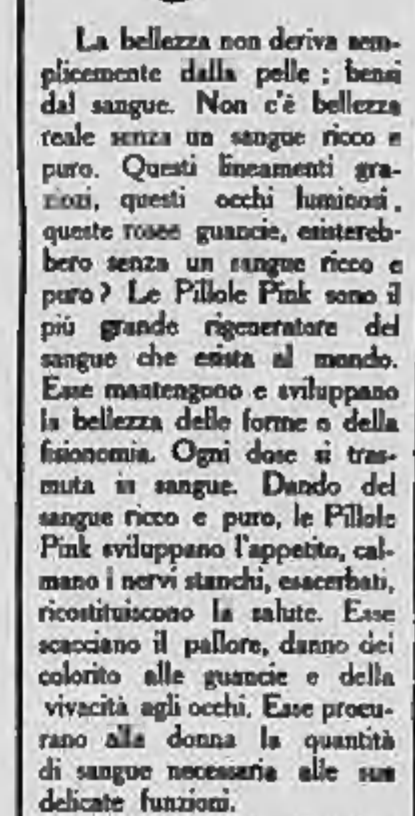 La bellezza non deriva sem-
plicemente dalla pelle ; bensì
dal sangue. Non c'è bellezza
reale senza un sangue ricco e
puro. Questi lineamenti gra-
ziosi, questi occhi luminosi,
queste rosee guancie, esistereb-
bero senza un sangue ricco e
puro ? Le Pillole Pink sono il
più grande rigeneratore del
sangue che esista al mondo.
Esse mantengono e sviluppano
la bellezza delle forme e della
fisionomia. Ogni dose si tras-
muta in sangue. Dando del
sangue ricco e puro, le Pillole
Pink sviluppano l'appetito, cal-
mano i nervi stanchi, esacerbati,
ricostituiscono la salute. Esse
scacciano il pallore, danno dei
colorito alle guancie e della
vivacità agli occhi. Esse procu-
rano alla donna la quantità
di sangue necessaria alle sue
delicate funzioni.